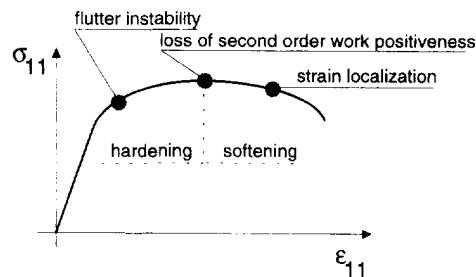 flutter instability
loss of second order work positiveness
σ11
strain localization
hardening
softening
ε11